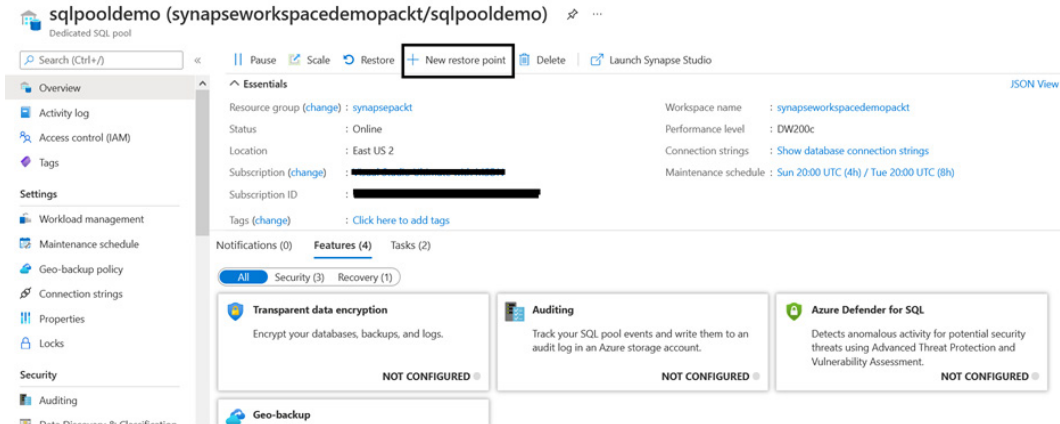 sqlpooldemo (synapseworkspacedemopackt/sqlpooldemo)
Dedicated SQL pool
Search (Ctrl+/)
«
Pause Scale Restore New restore point Delete Launch Synapse Studio
Overview
Activity log
Access control (IAM)
Tags
Settings
Workload management
Maintenance schedule
Geo-backup policy
Connection strings
Properties
Locks
Security
Auditing
Data Discovery & Classification
Essentials
JSON View
Resource group (change) : synapsepackt
Status : Online
Location : East US 2
Subscription (change) :
Subscription ID :
Tags (change) : Click here to add tags
Workspace name : synapseworkspacedemopackt
Performance level : DW200c
Connection strings : Show database connection strings
Maintenance schedule : Sun 20:00 UTC (4h) / Tue 20:00 UTC (8h)
Notifications (0) Features (4) Tasks (2)
All Security (3) Recovery (1)
Transparent data encryption
Encrypt your databases, backups, and logs.
NOT CONFIGURED
Auditing
Track your SQL pool events and write them to an
audit log in an Azure storage account.
NOT CONFIGURED
Azure Defender for SQL
Detects anomalous activity for potential security
threats using Advanced Threat Protection and
Vulnerability Assessment.
NOT CONFIGURED
Geo-backup